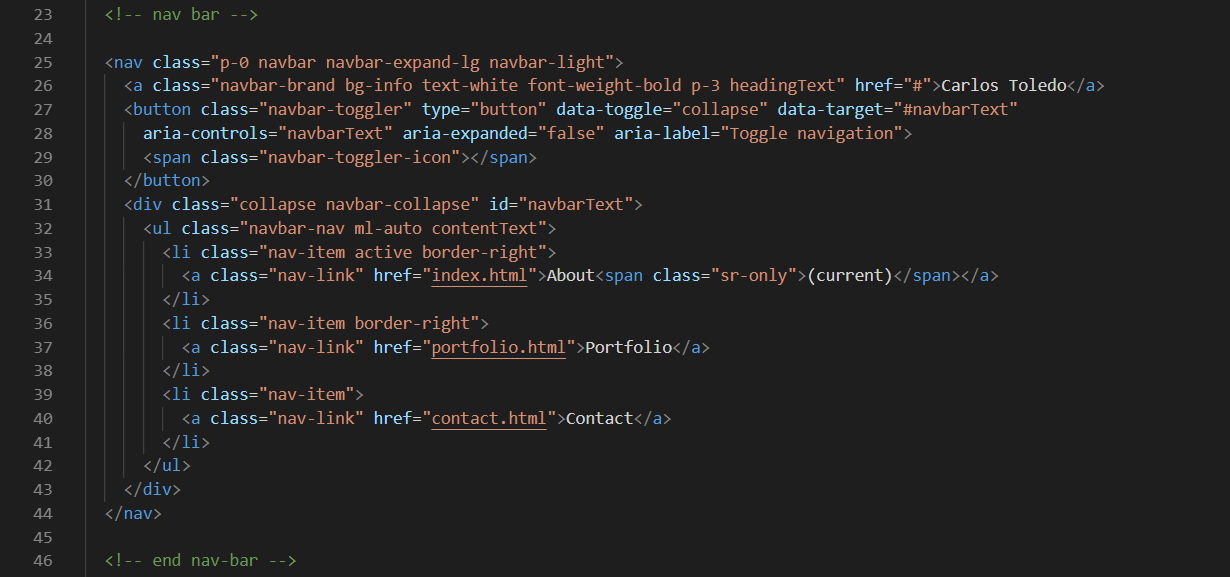 23 <!-- nav bar -->
24
25 <nav class="p-0 navbar navbar-expand-lg navbar-light">
26 <a class="navbar-brand bg-info text-white font-weight-bold p-3 headingText" href="#">Carlos Toledo</a>
27 <button class="navbar-toggler" type="button" data-toggle="collapse" data-target="#navbarText"
28 aria-controls="navbarText" aria-expanded="false" aria-label="Toggle navigation">
29 <span class="navbar-toggler-icon"></span>
30 </button>
31 <div class="collapse navbar-collapse" id="navbarText">
32 <ul class="navbar-nav ml-auto contentText">
33 <li class="nav-item active border-right">
34 <a class="nav-link" href="index.html">About<span class="sr-only">(current)</span></a>
35 </li>
36 <li class="nav-item border-right">
37 <a class="nav-link" href="portfolio.html">Portfolio</a>
38 </li>
39 <li class="nav-item">
40 <a class="nav-link" href="contact.html">Contact</a>
41 </li>
42 </ul>
43 </div>
44 </nav>
45
46 <!-- end nav-bar -->